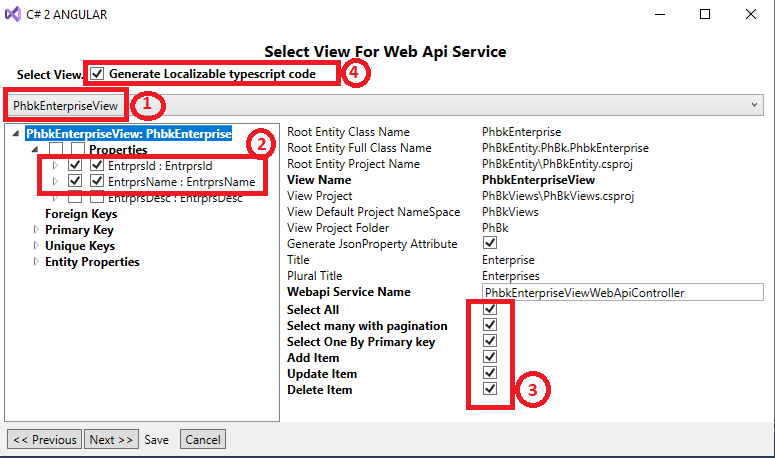 C# 2 ANGULAR
Select View For Web Api Service
Select View. Generate Localizable typescript code 4
PhbkEnterpriseView 1
PhbkEnterpriseView: PhbkEnterprise
2
Properties
EntrprsId : EntrprsId
EntrprsName : EntrprsName
EntrprsDesc : EntrprsDesc
Foreign Keys
Primary Key
Unique Keys
Entity Properties
Root Entity Class Name PhbkEnterprise
Root Entity Full Class Name PhBkEntity.PhBk.PhbkEnterprise
Root Entity Project Name PhBkEntity\PhBkEntity.csproj
View Name PhbkEnterpriseView
View Project PhBkViews\PhBkViews.csproj
View Default Project NameSpace PhBkViews
View Project Folder PhBk
Generate JsonProperty Attribute
Title Enterprise
Plural Title Enterprises
Webapi Service Name PhbkEnterpriseViewWebApiController
Select All
Select many with pagination
Select One By Primary key
Add Item
Update Item
Delete Item 3
<< Previous Next >> Save Cancel